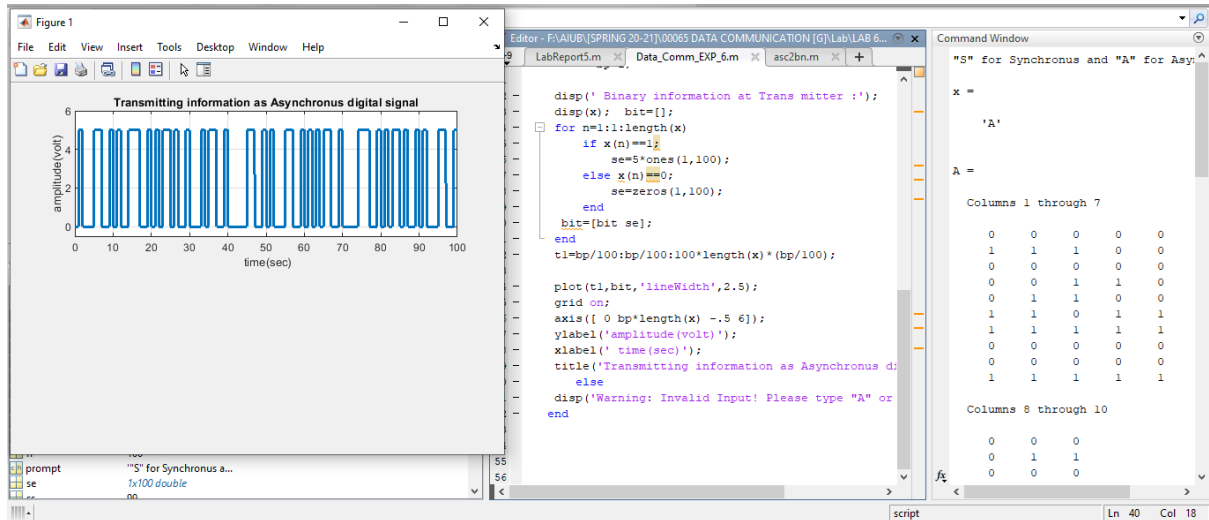 Figure 1
File Edit View Insert Tools Desktop Window Help
Transmitting information as Asynchronus digital signal
6
4
2
0
amplitude(volt)
0 10 20 30 40 50 60 70 80 90 100
time(sec)
prompt '"S" for Synchronus a...
se 1x100 double
Editor - F:\AIUB\[SPRING 20-21]\00065 DATA COMMUNICATION [G]\Lab\LAB 6...
LabReport5.m Data_Comm_EXP_6.m asc2bn.m +
disp(' Binary information at Trans mitter :');
disp(x); bit=[];
for n=1:1:length(x)
if x(n)==1;
se=5*ones(1,100);
else x(n)==0;
se=zeros(1,100);
end
bit=[bit se];
end
t1=bp/100:bp/100:100*length(x)*(bp/100);
plot(t1,bit,'lineWidth',2.5);
grid on;
axis([ 0 bp*length(x) -.5 6]);
ylabel('amplitude(volt)');
xlabel(' time(sec)');
title('Transmitting information as Asynchronus di
else
disp('Warning: Invalid Input! Please type "A" or
end
55
56
Command Window
"S" for Synchronus and "A" for Asy
x =
'A'
A =
Columns 1 through 7
0 0 0 0 0
1 1 1 0 0
0 0 0 0 0
0 0 1 1 0
0 1 1 0 0
1 1 0 1 1
1 1 1 1 1
0 0 0 0 0
0 0 0 0 0
1 1 1 1 1
Columns 8 through 10
0 0 0
0 1 1
0 0 0
fx
script
Ln 40 Col 18